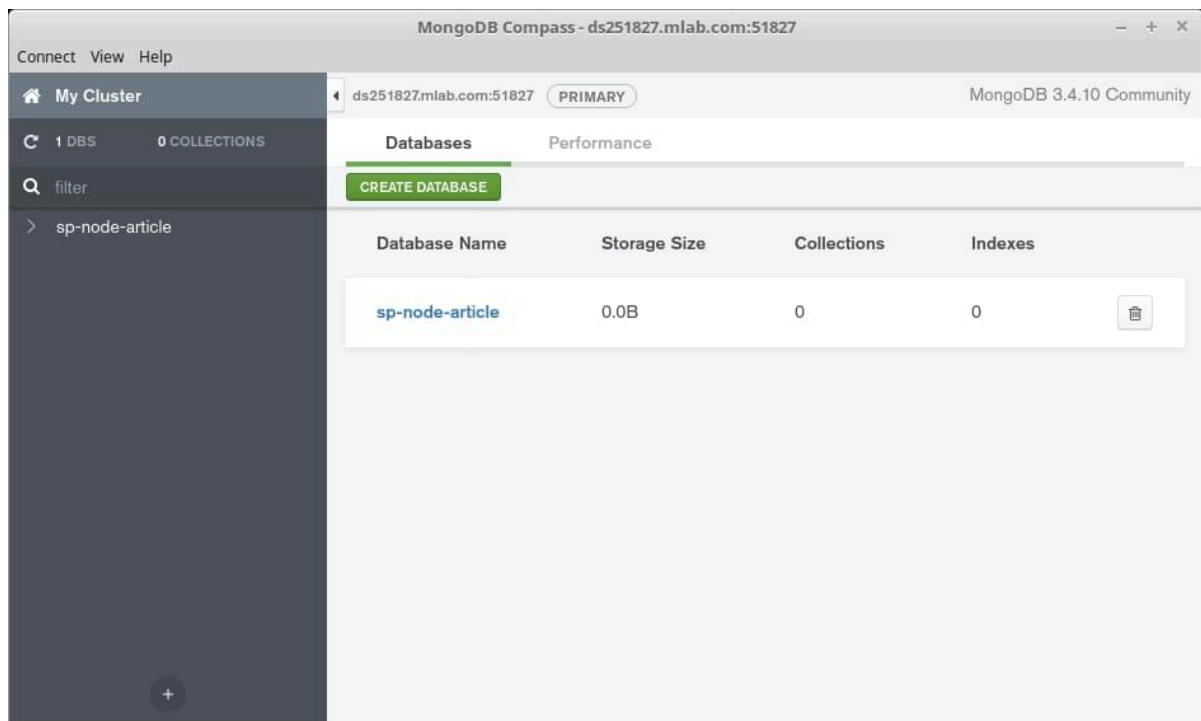 MongoDB Compass - ds251827.mlab.com:51827
Connect View Help
My Cluster
ds251827.mlab.com:51827 PRIMARY MongoDB 3.4.10 Community
1 DBS 0 COLLECTIONS
Databases Performance
filter
CREATE DATABASE
sp-node-article
Database Name Storage Size Collections Indexes
sp-node-article 0.0B 0 0